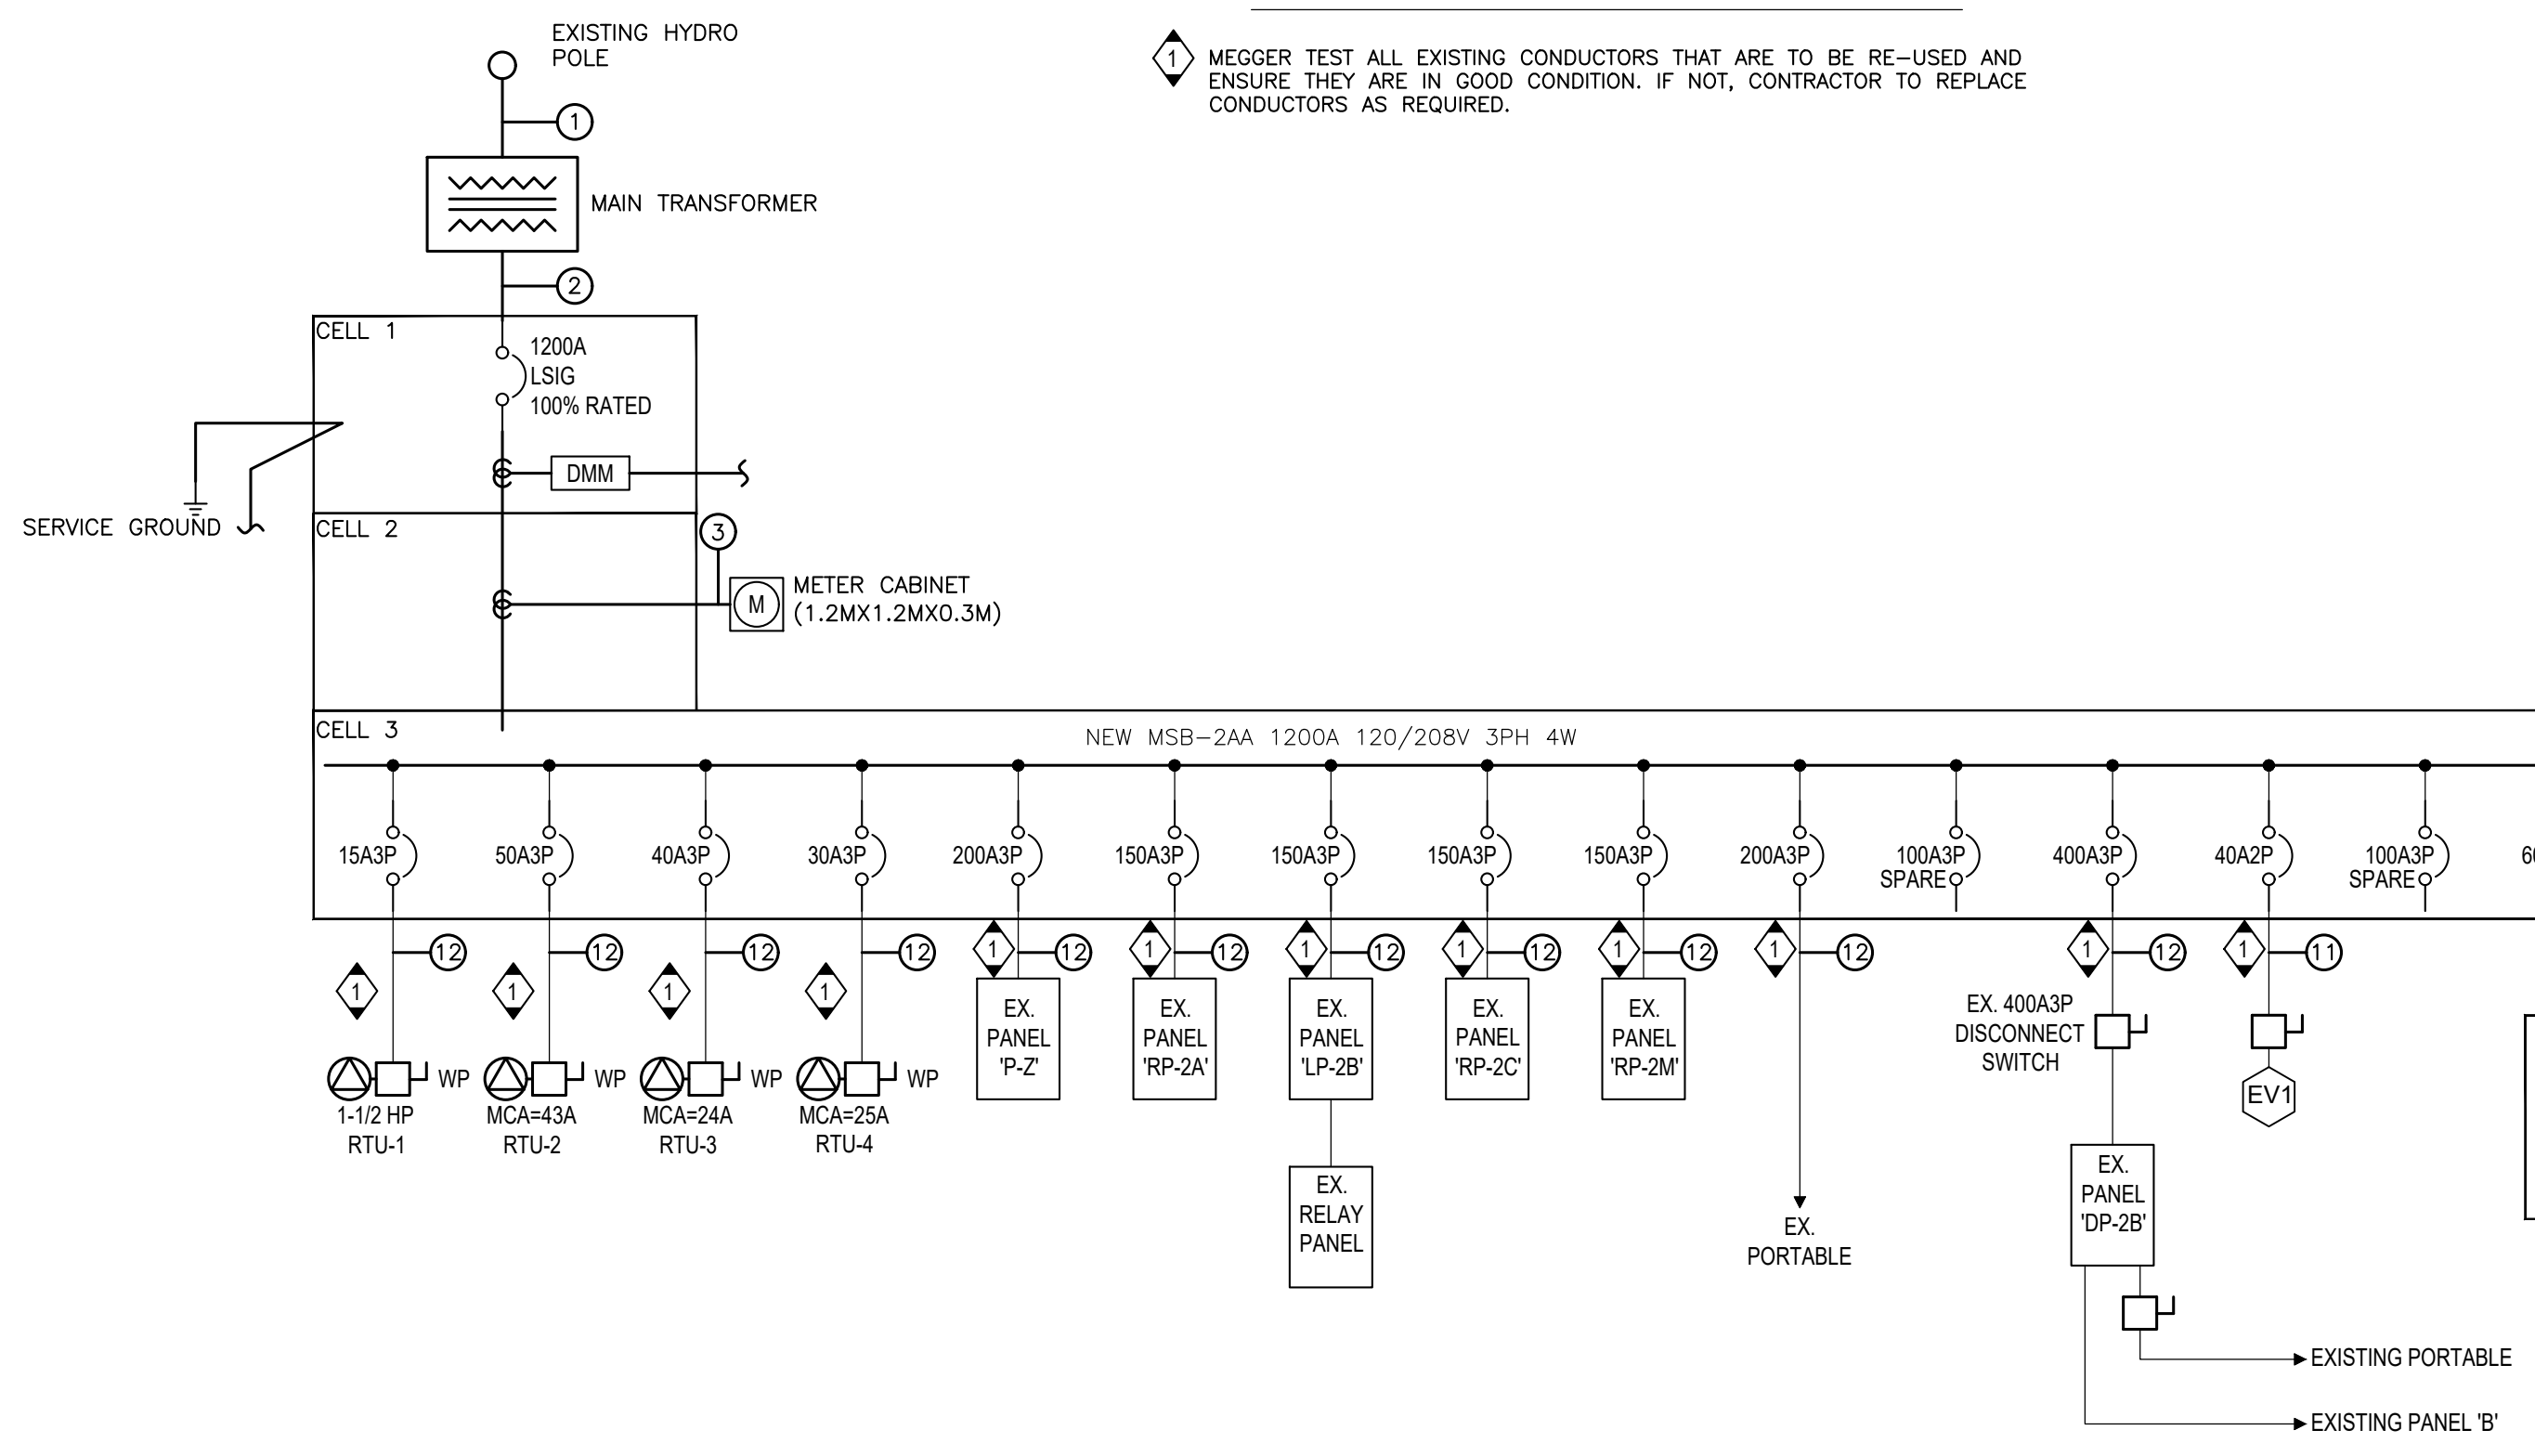 EXISTING HYDRO
POLE
1
MEGGER TEST ALL EXISTING CONDUCTORS THAT ARE TO BE RE-USED AND
ENSURE THEY ARE IN GOOD CONDITION. IF NOT, CONTRACTOR TO REPLACE
CONDUCTORS AS REQUIRED.
1
MAIN TRANSFORMER
2
CELL 1
1200A
LSIG
100% RATED
DMM
SERVICE GROUND
CELL 2
3
M
METER CABINET
(1.2MX1.2MX0.3M)
CELL 3
NEW MSB-2AA 1200A 120/208V 3PH 4W
15A3P
50A3P
40A3P
30A3P
200A3P
150A3P
150A3P
150A3P
150A3P
200A3P
100A3P
SPARE
400A3P
40A2P
100A3P
SPARE
12
1
WP
1-1/2 HP
RTU-1
12
1
WP
MCA=43A
RTU-2
12
1
WP
MCA=24A
RTU-3
12
1
WP
MCA=25A
RTU-4
1
12
EX.
PANEL
'P-Z'
1
12
EX.
PANEL
'RP-2A'
1
12
EX.
PANEL
'LP-2B'
EX.
RELAY
PANEL
1
12
EX.
PANEL
'RP-2C'
1
12
EX.
PANEL
'RP-2M'
1
12
EX.
PORTABLE
1
12
EX. 400A3P
DISCONNECT
SWITCH
EX.
PANEL
'DP-2B'
1
11
EV1
EXISTING PORTABLE
EXISTING PANEL 'B'